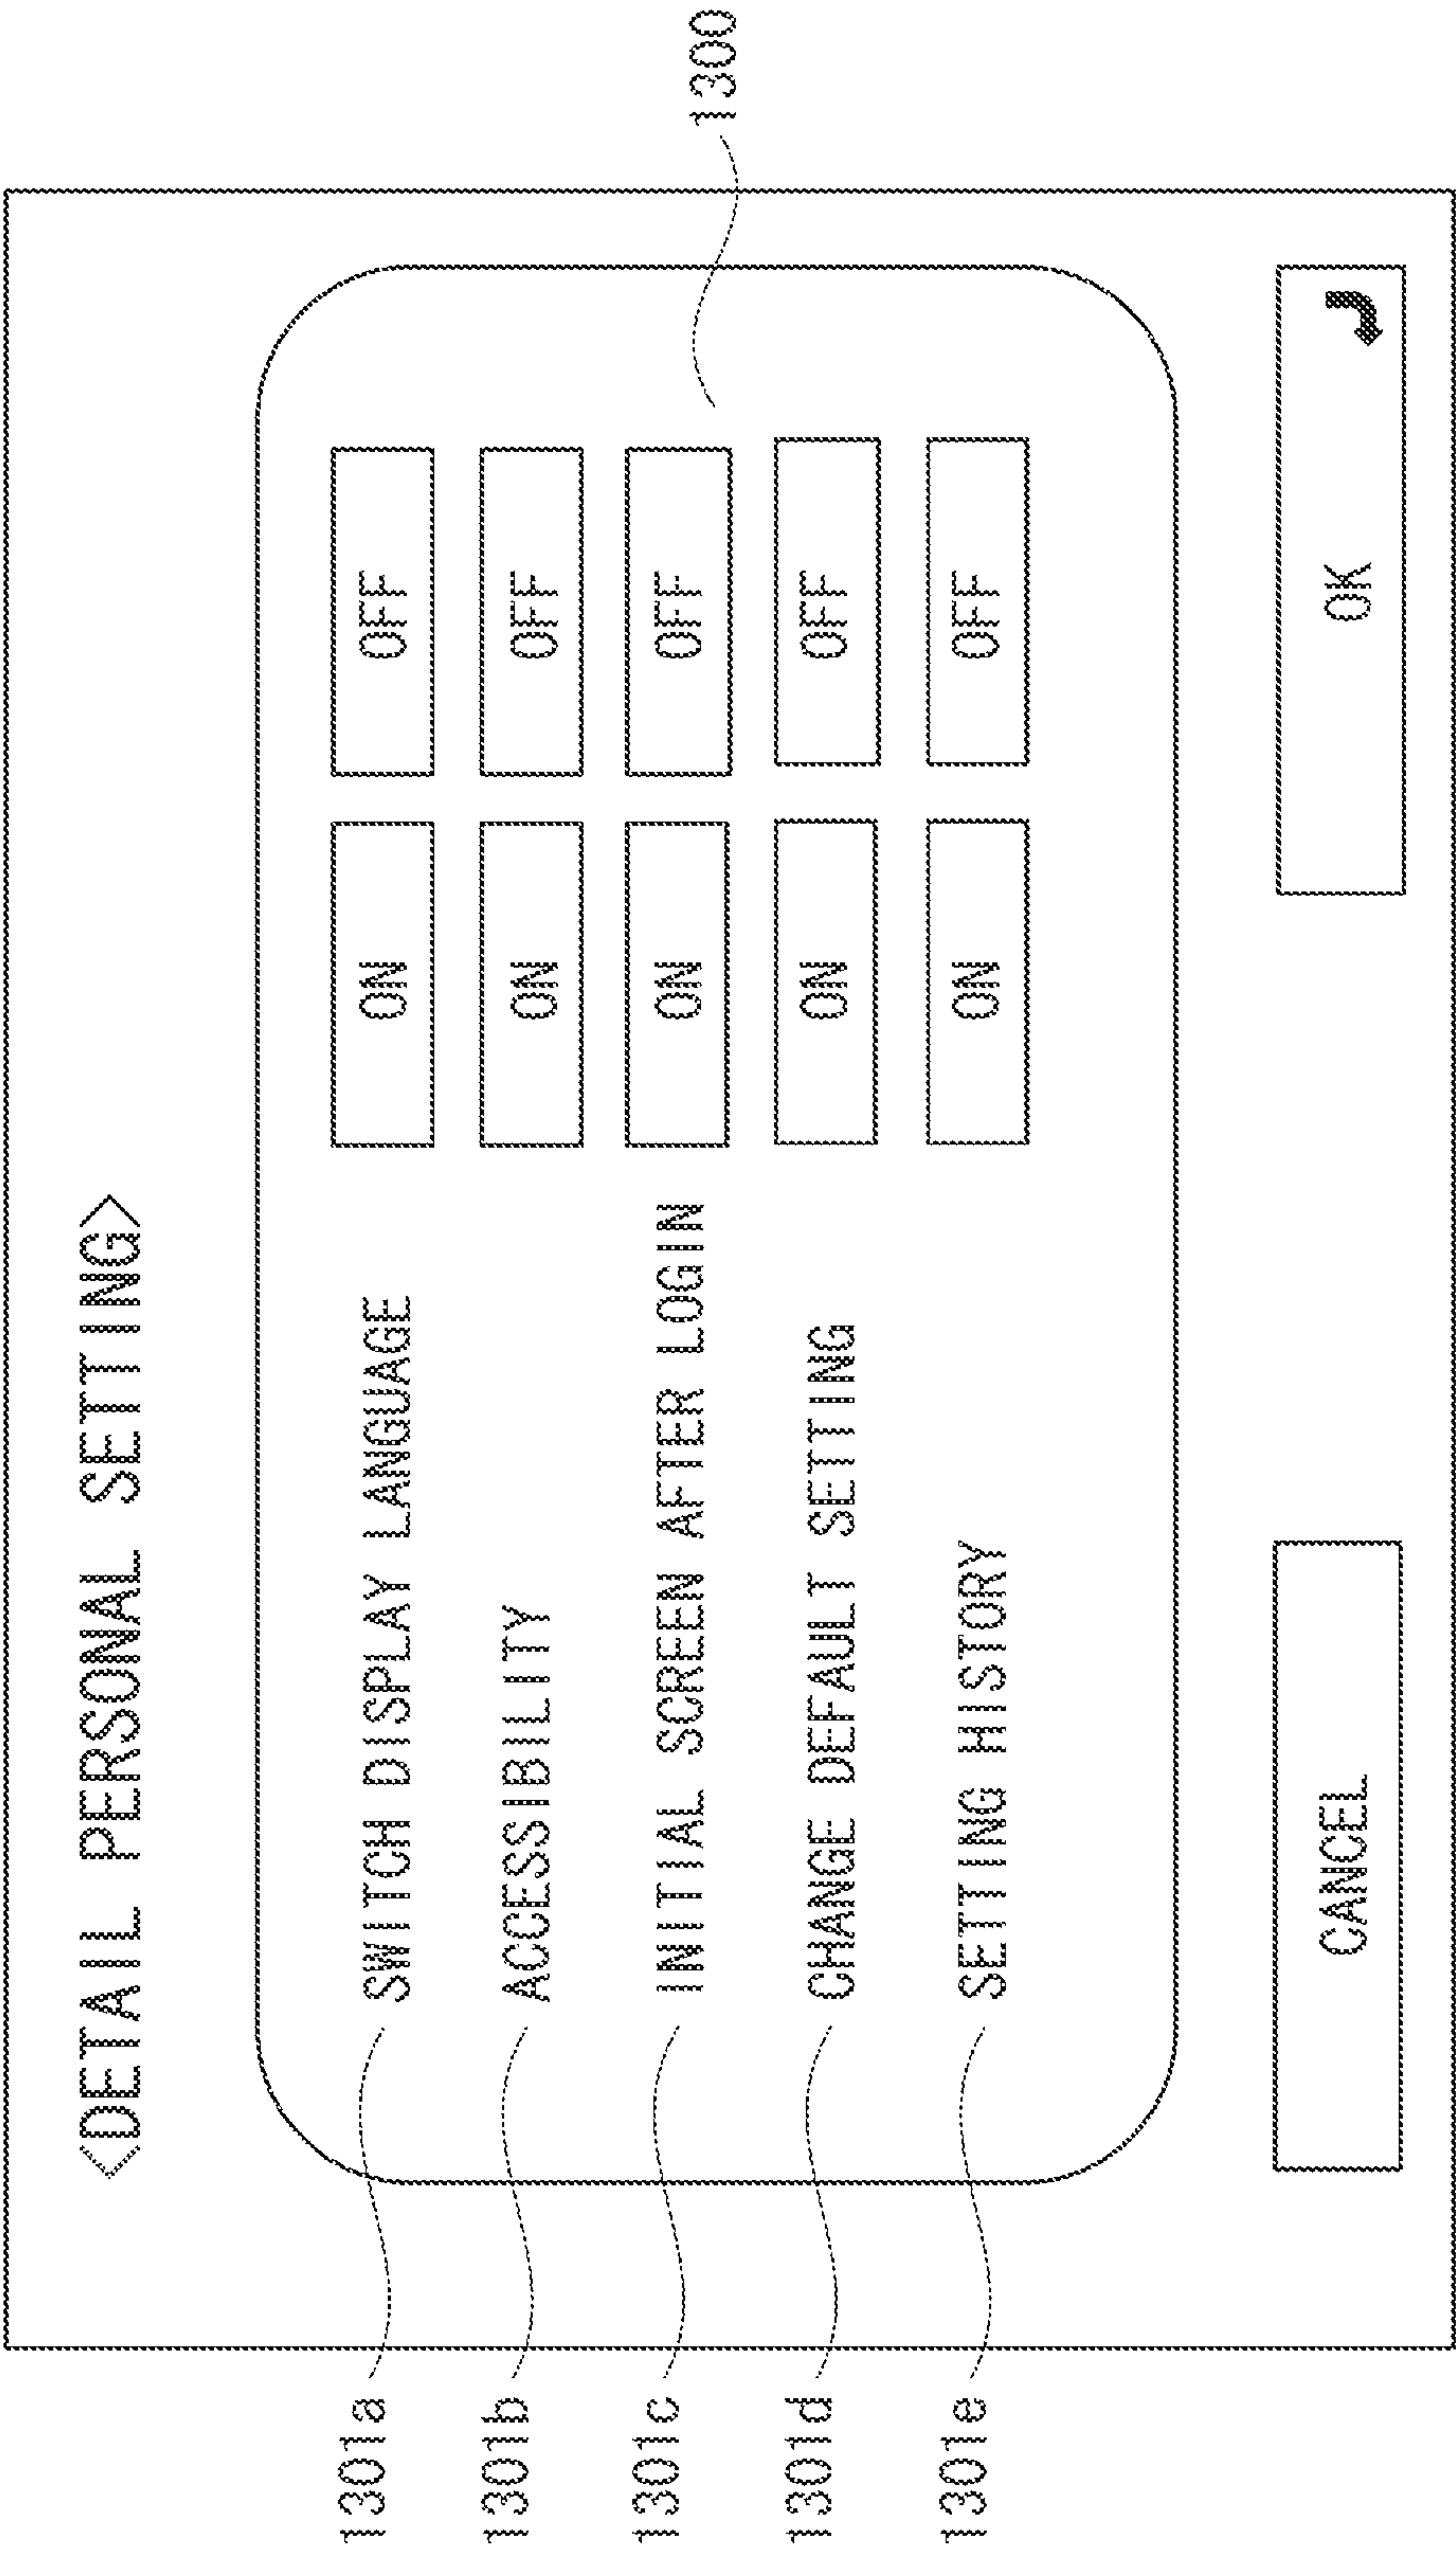 <DETAIL PERSONAL SETTING>
1300
1301a SWITCH DISPLAY LANGUAGE ON OFF
1301b ACCESSIBILITY ON OFF
1301c INITIAL SCREEN AFTER LOGIN ON OFF
1301d CHANGE DEFAULT SETTING ON OFF
1301e SETTING HISTORY ON OFF
CANCEL OK